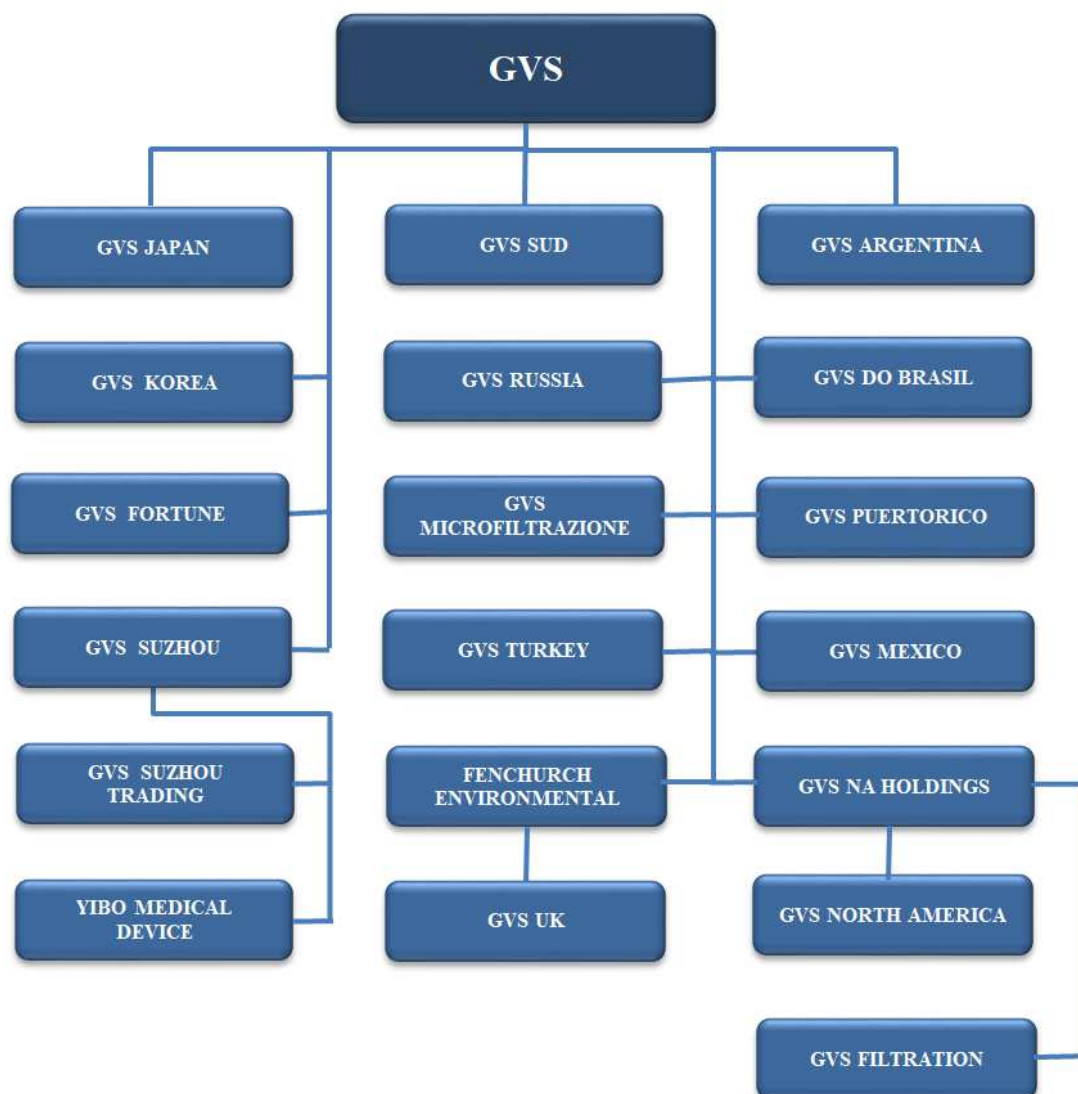 GVS
GVS JAPAN
GVS SUD
GVS ARGENTINA
GVS KOREA
GVS RUSSIA
GVS DO BRASIL
GVS FORTUNE
GVS
MICROFILTRAZIONE
GVS PUERTORICO
GVS SUZHOU
GVS TURKEY
GVS MEXICO
GVS SUZHOU
TRADING
FENCHURCH
ENVIRONMENTAL
GVS NA HOLDINGS
YIBO MEDICAL
DEVICE
GVS UK
GVS NORTH AMERICA
GVS FILTRATION